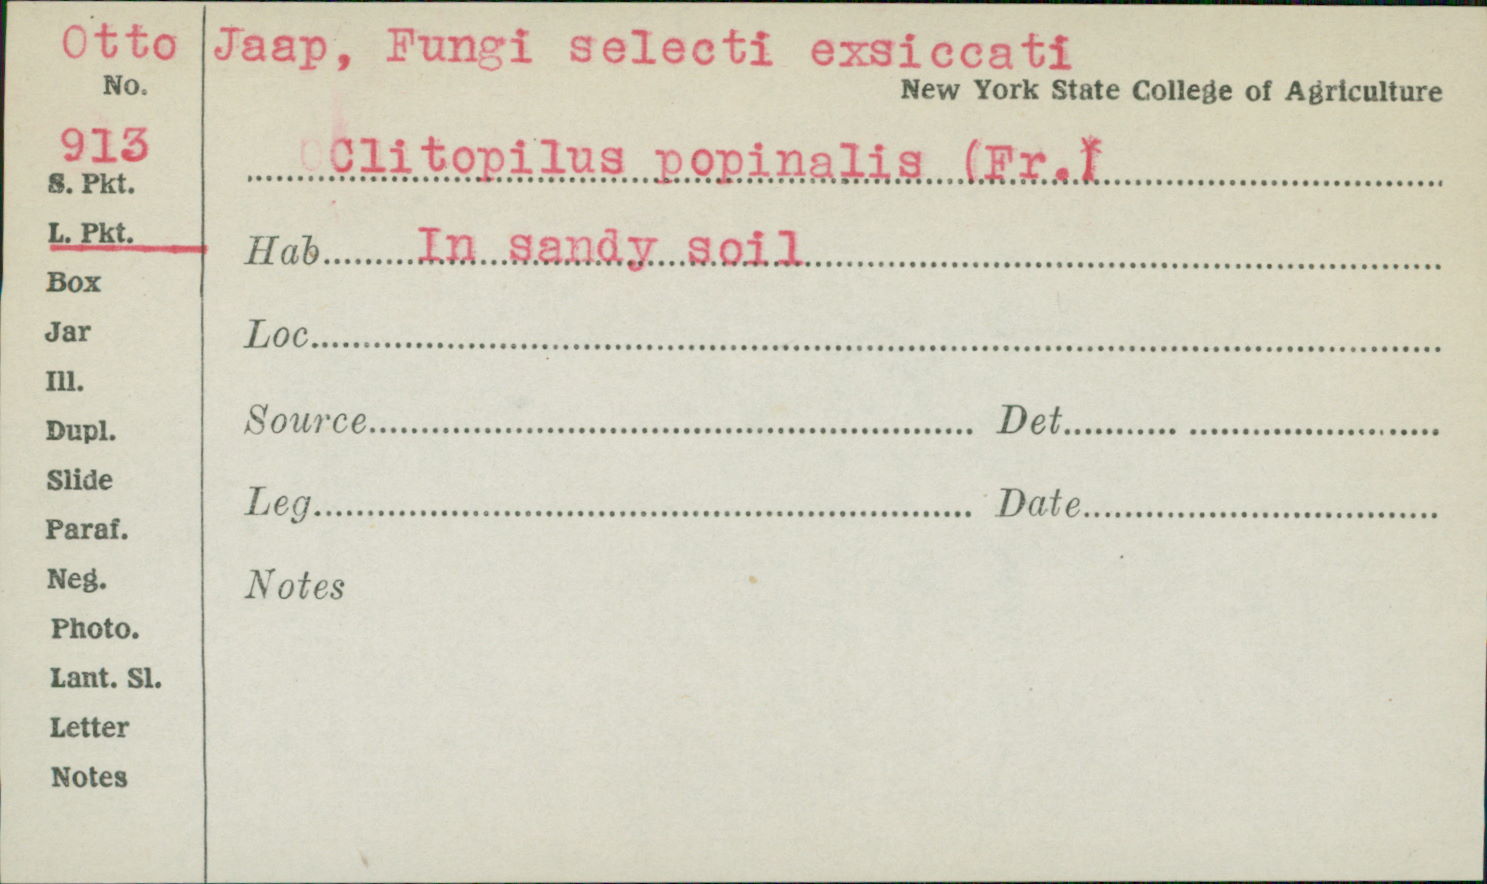 Otto Jaap, Fungi selecti exsiccati
No.
New York State College of Agriculture
913
Clitopilus popinalis (Fr.)
S. Pkt.
L. Pkt.
Hab. In sandy soil
Box
Jar
Loc.
Ill.
Dupl.
Source Det.
Slide
Leg. Date
Paraf.
Neg.
Notes
Photo.
Lant. Sl.
Letter
Notes